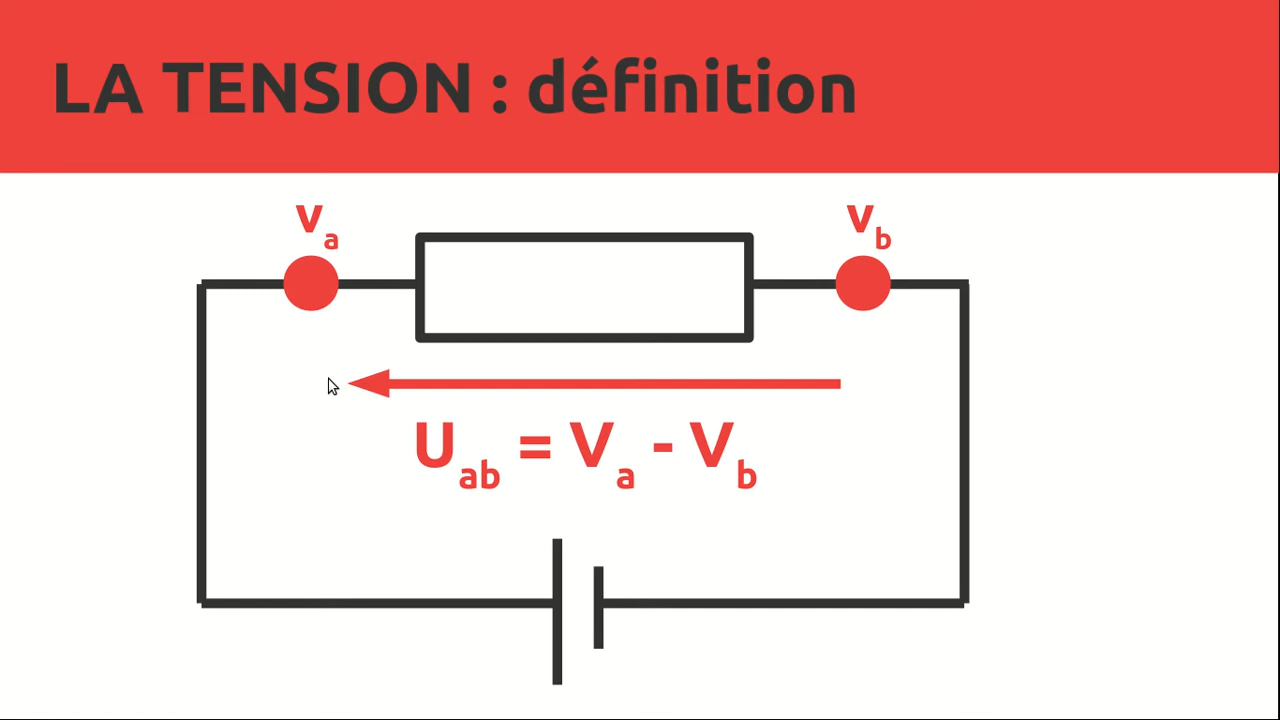 LA TENSION : définition
va vb
Uab = Va - Vb